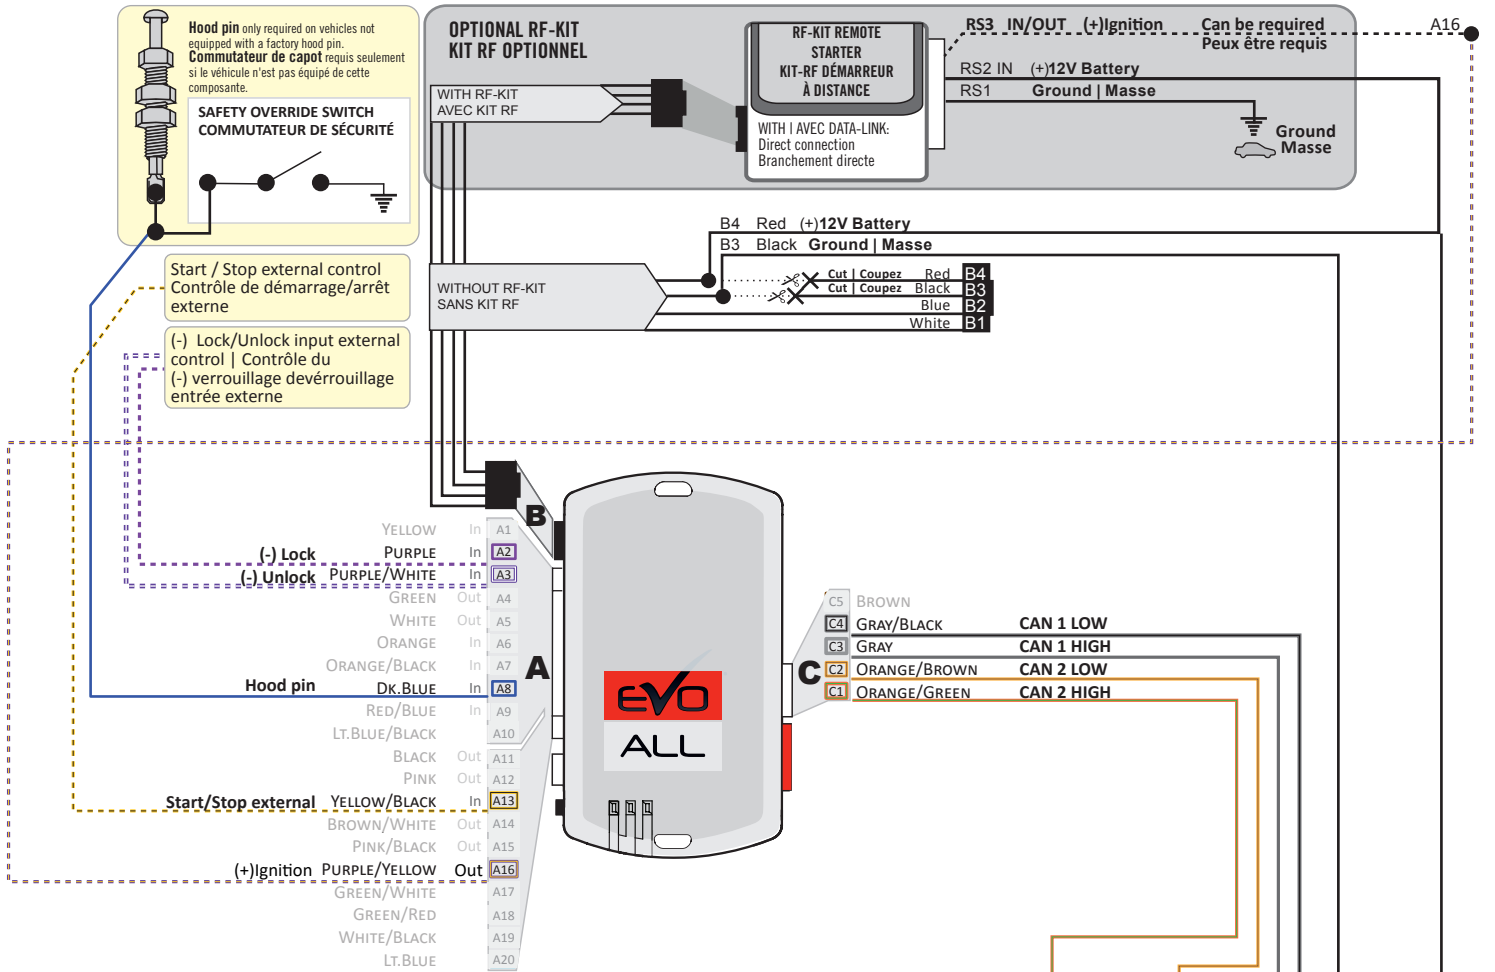 Hood pin only required on vehicles not
equipped with a factory hood pin.
Commutateur de capot requis seulement
si le véhicule n'est pas équipé de cette
composante.
SAFETY OVERRIDE SWITCH
COMMUTATEUR DE SÉCURITÉ
OPTIONAL RF-KIT
KIT RF OPTIONNEL
WITH RF-KIT
AVEC KIT RF
RF-KIT REMOTE
STARTER
KIT-RF DÉMARREUR
À DISTANCE
WITH | AVEC DATA-LINK:
Direct connection
Branchement directe
RS3 IN/OUT (+)Ignition Can be required
Peux être requis
A16
RS2 IN (+)12V Battery
RS1 Ground | Masse
Ground
Masse
B4 Red (+)12V Battery
B3 Black Ground | Masse
WITHOUT RF-KIT
SANS KIT RF
Cut | Coupez Red B4
Cut | Coupez Black B3
Blue B2
White B1
Start / Stop external control
Contrôle de démarrage/arrêt
externe
(-) Lock/Unlock input external
control | Contrôle du
(-) verrouillage devérrouillage
entrée externe
B
YELLOW In A1
(-) Lock PURPLE In A2
(-) Unlock PURPLE/WHITE In A3
GREEN Out A4
WHITE Out A5
ORANGE In A6
ORANGE/BLACK In A7
Hood pin DK.BLUE In A8
RED/BLUE In A9
LT.BLUE/BLACK A10
A
BLACK Out A11
PINK Out A12
Start/Stop external YELLOW/BLACK In A13
BROWN/WHITE Out A14
PINK/BLACK Out A15
(+)Ignition PURPLE/YELLOW Out A16
GREEN/WHITE A17
GREEN/RED A18
WHITE/BLACK A19
LT.BLUE A20
EVO
ALL
C
C5 BROWN
C4 GRAY/BLACK CAN 1 LOW
C3 GRAY CAN 1 HIGH
C2 ORANGE/BROWN CAN 2 LOW
C1 ORANGE/GREEN CAN 2 HIGH